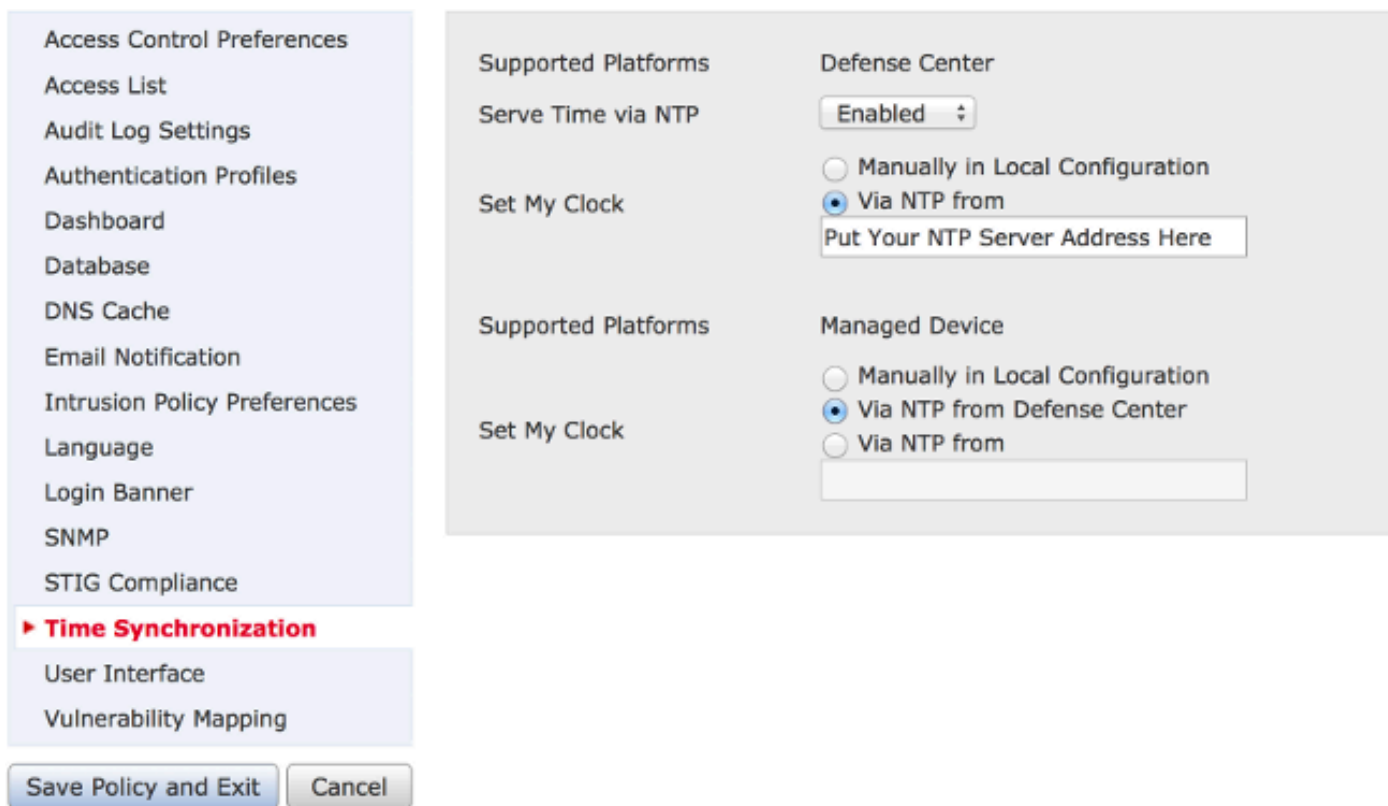 Access Control Preferences
Access List
Audit Log Settings
Authentication Profiles
Dashboard
Database
DNS Cache
Email Notification
Intrusion Policy Preferences
Language
Login Banner
SNMP
STIG Compliance
Time Synchronization
User Interface
Vulnerability Mapping
Save Policy and Exit Cancel
Supported Platforms Defense Center
Serve Time via NTP Enabled
Set My Clock
Manually in Local Configuration
Via NTP from
Put Your NTP Server Address Here
Supported Platforms Managed Device
Set My Clock
Manually in Local Configuration
Via NTP from Defense Center
Via NTP from